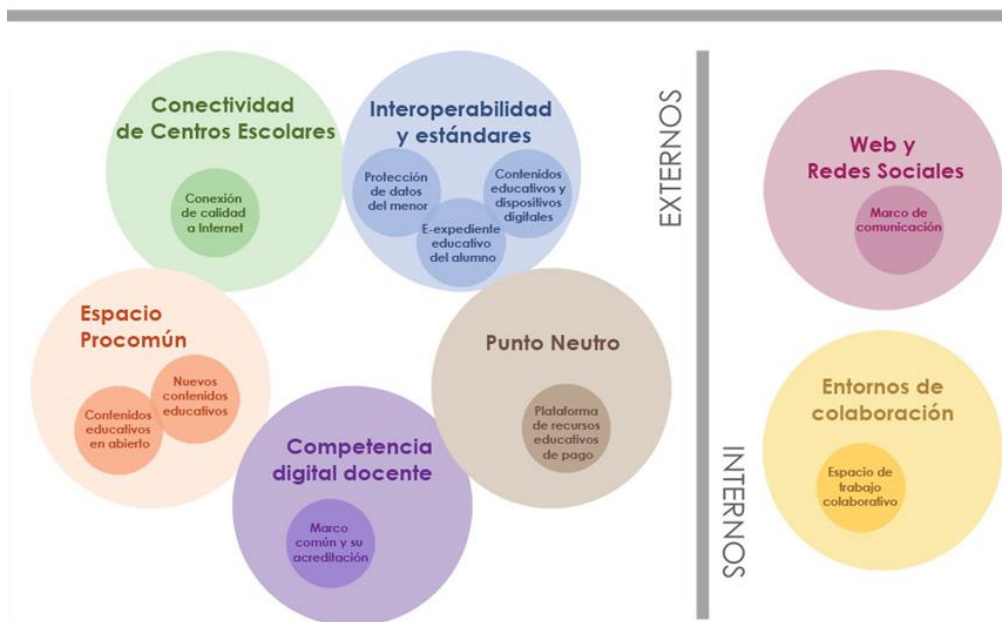 Conectividad
de Centros Escolares
Conexión
de calidad
a Internet
Interoperabilidad
y estándares
Protección
de datos
del menor
Contenidos
educativos y
dispositivos
digitales
E-expediente
educativo
del alumno
Espacio
Procomún
Contenidos
educativos
en abierto
Nuevos
contenidos
educativos
Punto Neutro
Plataforma
de recursos
educativos
de pago
Competencia
digital docente
Marco
común y su
acreditación
EXTERNOS
INTERNOS
Web y
Redes Sociales
Marco de
comunicación
Entornos de
colaboración
Espacio de
trabajo
colaborativo